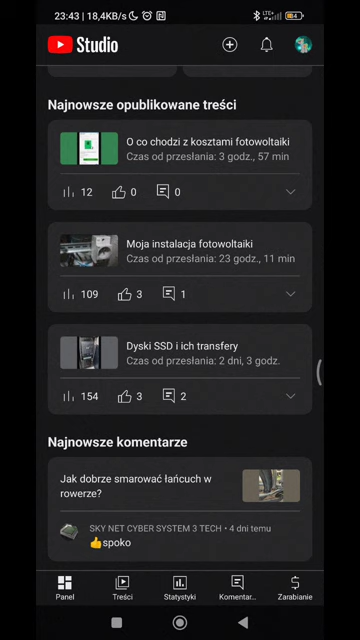 23:43 | 18,4KB/s
LTE+
4
Studio
Najnowsze opublikowane treści
O co chodzi z kosztami fotowoltaiki
Czas od przesłania: 3 godz., 57 min
12 0 0
Moja instalacja fotowoltaiki
Czas od przesłania: 23 godz., 11 min
109 3 1
Dyski SSD i ich transfery
Czas od przesłania: 2 dni, 3 godz.
154 3 2
Najnowsze komentarze
Jak dobrze smarować łańcuch w
rowerze?
SKY NET CYBER SYSTEM 3 TECH • 4 dni temu
👍spoko
Panel Treści Statystyki Komentar... Zarabianie